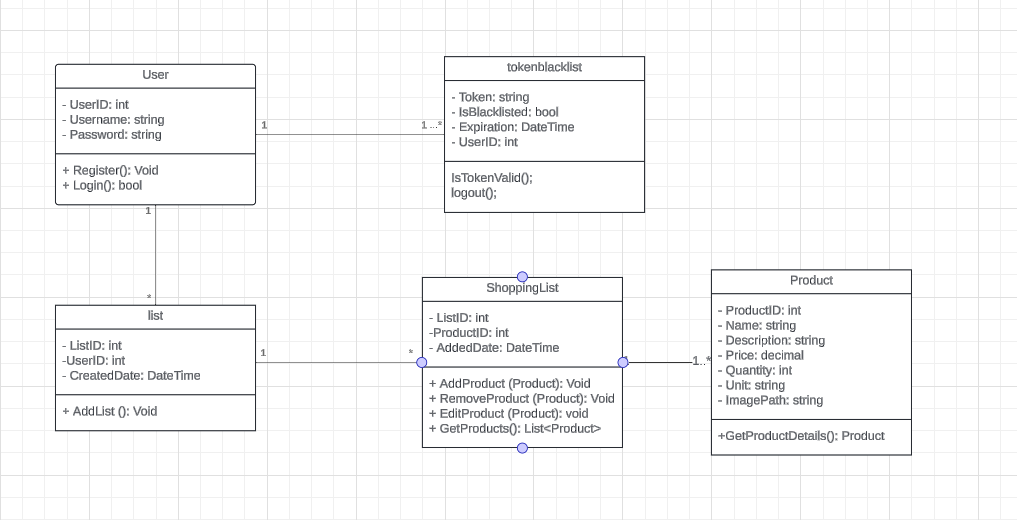 User
- UserID: int
- Username: string
- Password: string
+ Register(): Void
+ Login(): bool
1
1 ...*
tokenblacklist
- Token: string
- IsBlacklisted: bool
- Expiration: DateTime
- UserID: int
IsTokenValid();
logout();
1
*
list
- ListID: int
-UserID: int
- CreatedDate: DateTime
+ AddList (): Void
1
*
ShoppingList
- ListID: int
-ProductID: int
- AddedDate: DateTime
+ AddProduct (Product): Void
+ RemoveProduct (Product): Void
+ EditProduct (Product): void
+ GetProducts(): List<Product>
1..*
Product
- ProductID: int
- Name: string
- Description: string
- Price: decimal
- Quantity: int
- Unit: string
- ImagePath: string
+GetProductDetails(): Product